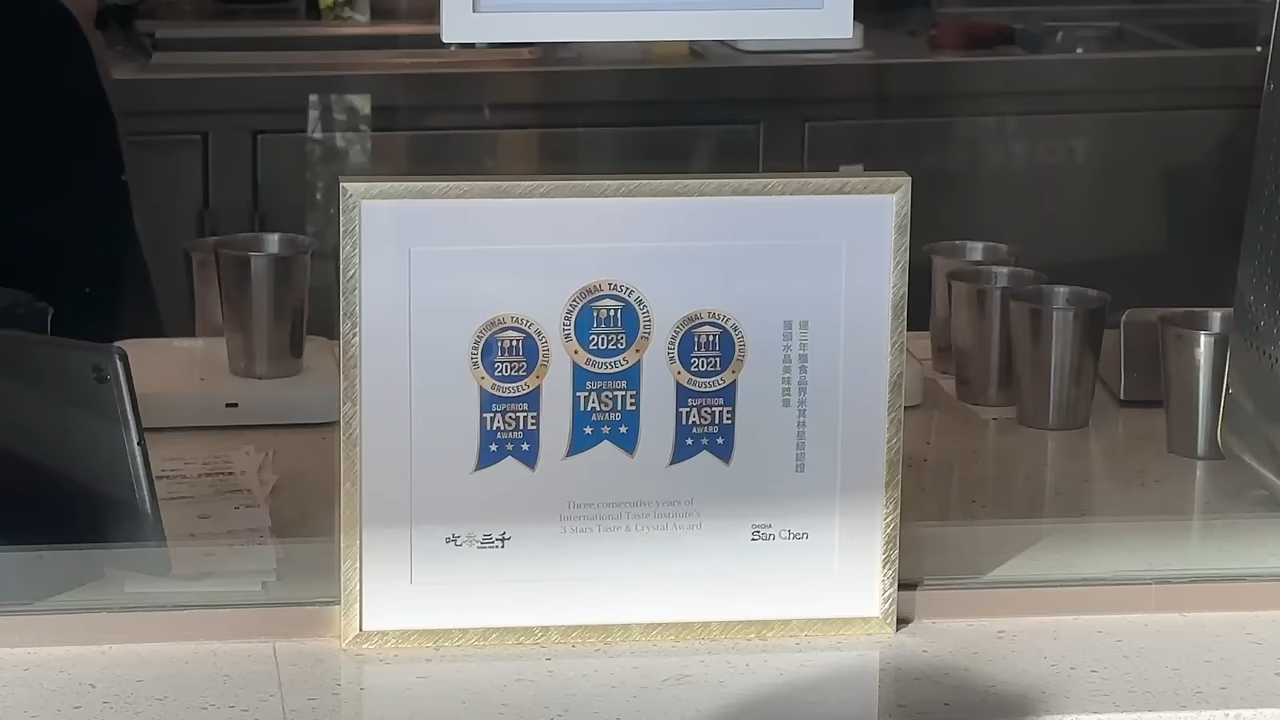 INTERNATIONAL TASTE INSTITUTE
2022
BRUSSELS
SUPERIOR
TASTE
AWARD
INTERNATIONAL TASTE INSTITUTE
2023
BRUSSELS
SUPERIOR
TASTE
AWARD
INTERNATIONAL TASTE INSTITUTE
2021
BRUSSELS
SUPERIOR
TASTE
AWARD
連三年獲食品界米其林星級認證
獲頒水晶美味獎章
Three consecutive years of
International Taste Institute's
3 Stars Taste & Crystal Award
吃茶三千
CHICHA
San Chen